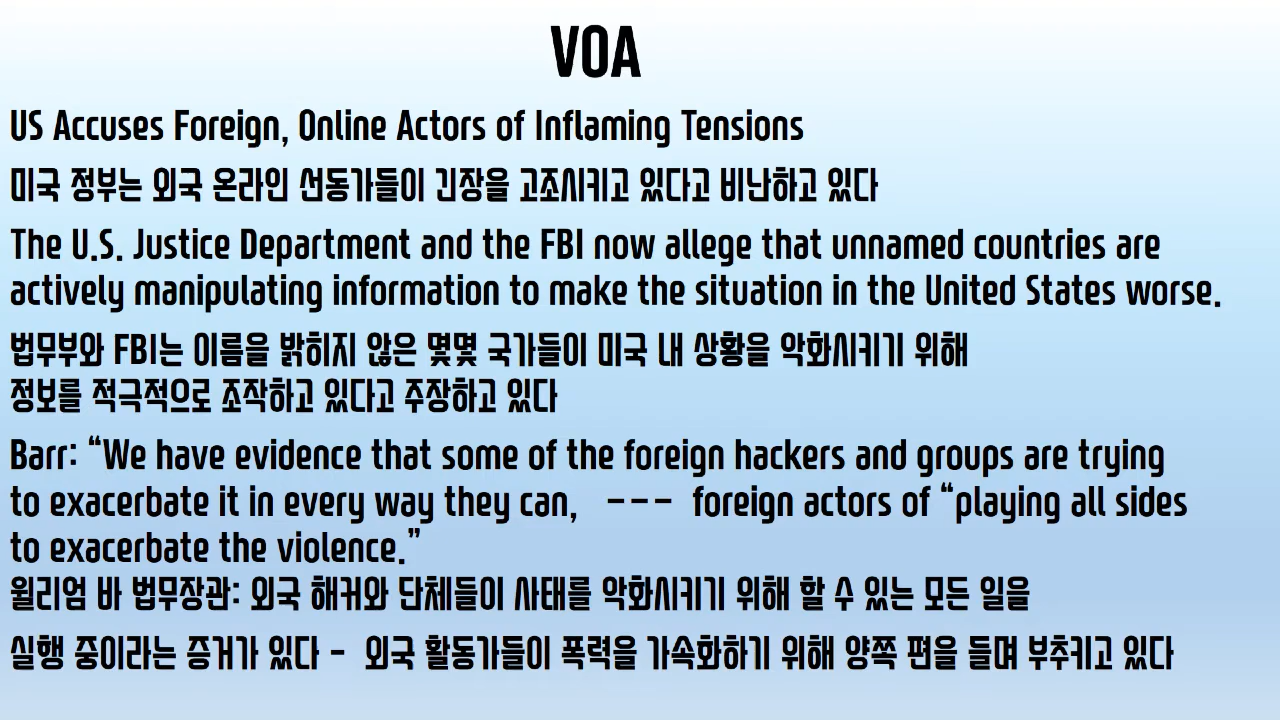 VOA
US Accuses Foreign, Online Actors of Inflaming Tensions
미국 정부는 외국 온라인 선동가들이 긴장을 고조시키고 있다고 비난하고 있다
The U.S. Justice Department and the FBI now allege that unnamed countries are
actively manipulating information to make the situation in the United States worse.
법무부와 FBI는 이름을 밝히지 않은 몇몇 국가들이 미국 내 상황을 악화시키기 위해
정보를 적극적으로 조작하고 있다고 주장하고 있다
Barr: “We have evidence that some of the foreign hackers and groups are trying
to exacerbate it in every way they can, --- foreign actors of “playing all sides
to exacerbate the violence.”
윌리엄 바 법무장관: 외국 해커와 단체들이 사태를 악화시키기 위해 할 수 있는 모든 일을
실행 중이라는 증거가 있다 - 외국 활동가들이 폭력을 가속화하기 위해 양쪽 편을 들며 부추키고 있다